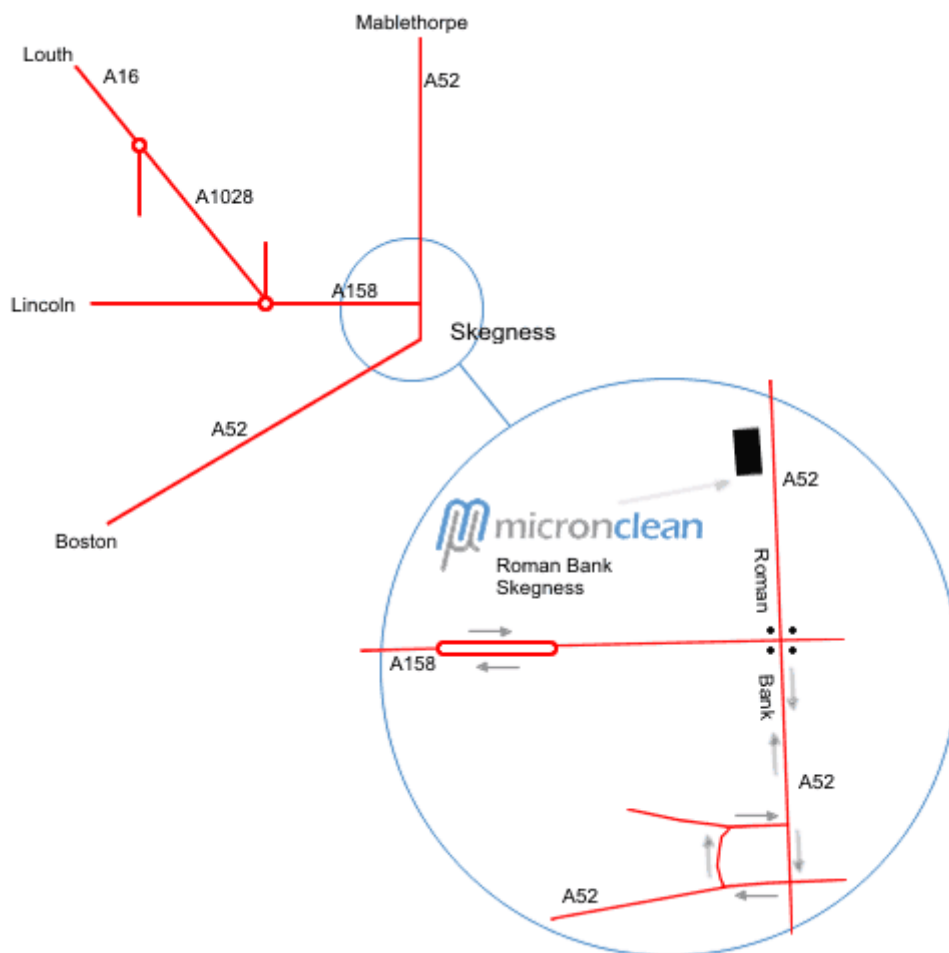 Mablethorpe
Louth
A16
A52
A1028
Lincoln
A158
Skegness
A52
Boston
A52
micronclean
Roman Bank
Skegness
Roman
A158
Bank
A52
A52